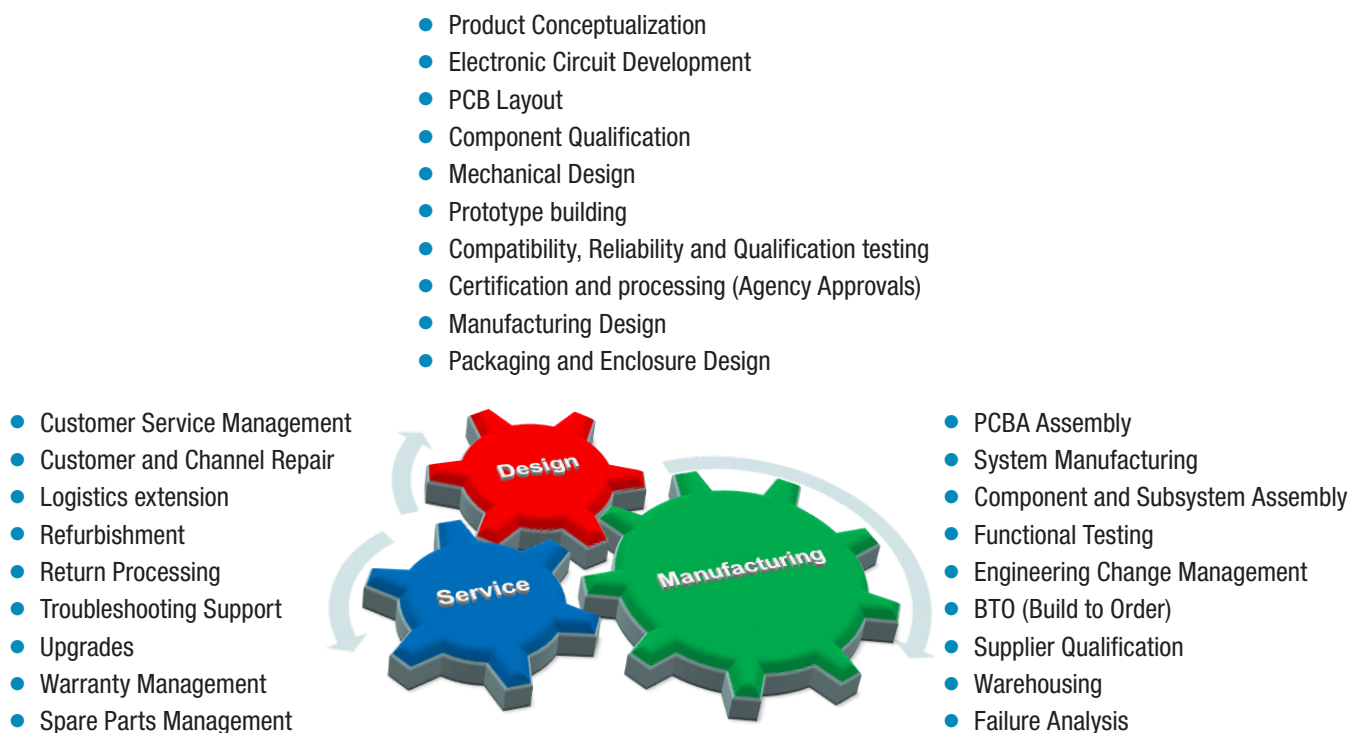 Product Conceptualization
Electronic Circuit Development
PCB Layout
Component Qualification
Mechanical Design
Prototype building
Compatibility, Reliability and Qualification testing
Certification and processing (Agency Approvals)
Manufacturing Design
Packaging and Enclosure Design
Customer Service Management
Customer and Channel Repair
Logistics extension
Refurbishment
Return Processing
Troubleshooting Support
Upgrades
Warranty Management
Spare Parts Management
Design
Service
Manufacturing
PCBA Assembly
System Manufacturing
Component and Subsystem Assembly
Functional Testing
Engineering Change Management
BTO (Build to Order)
Supplier Qualification
Warehousing
Failure Analysis